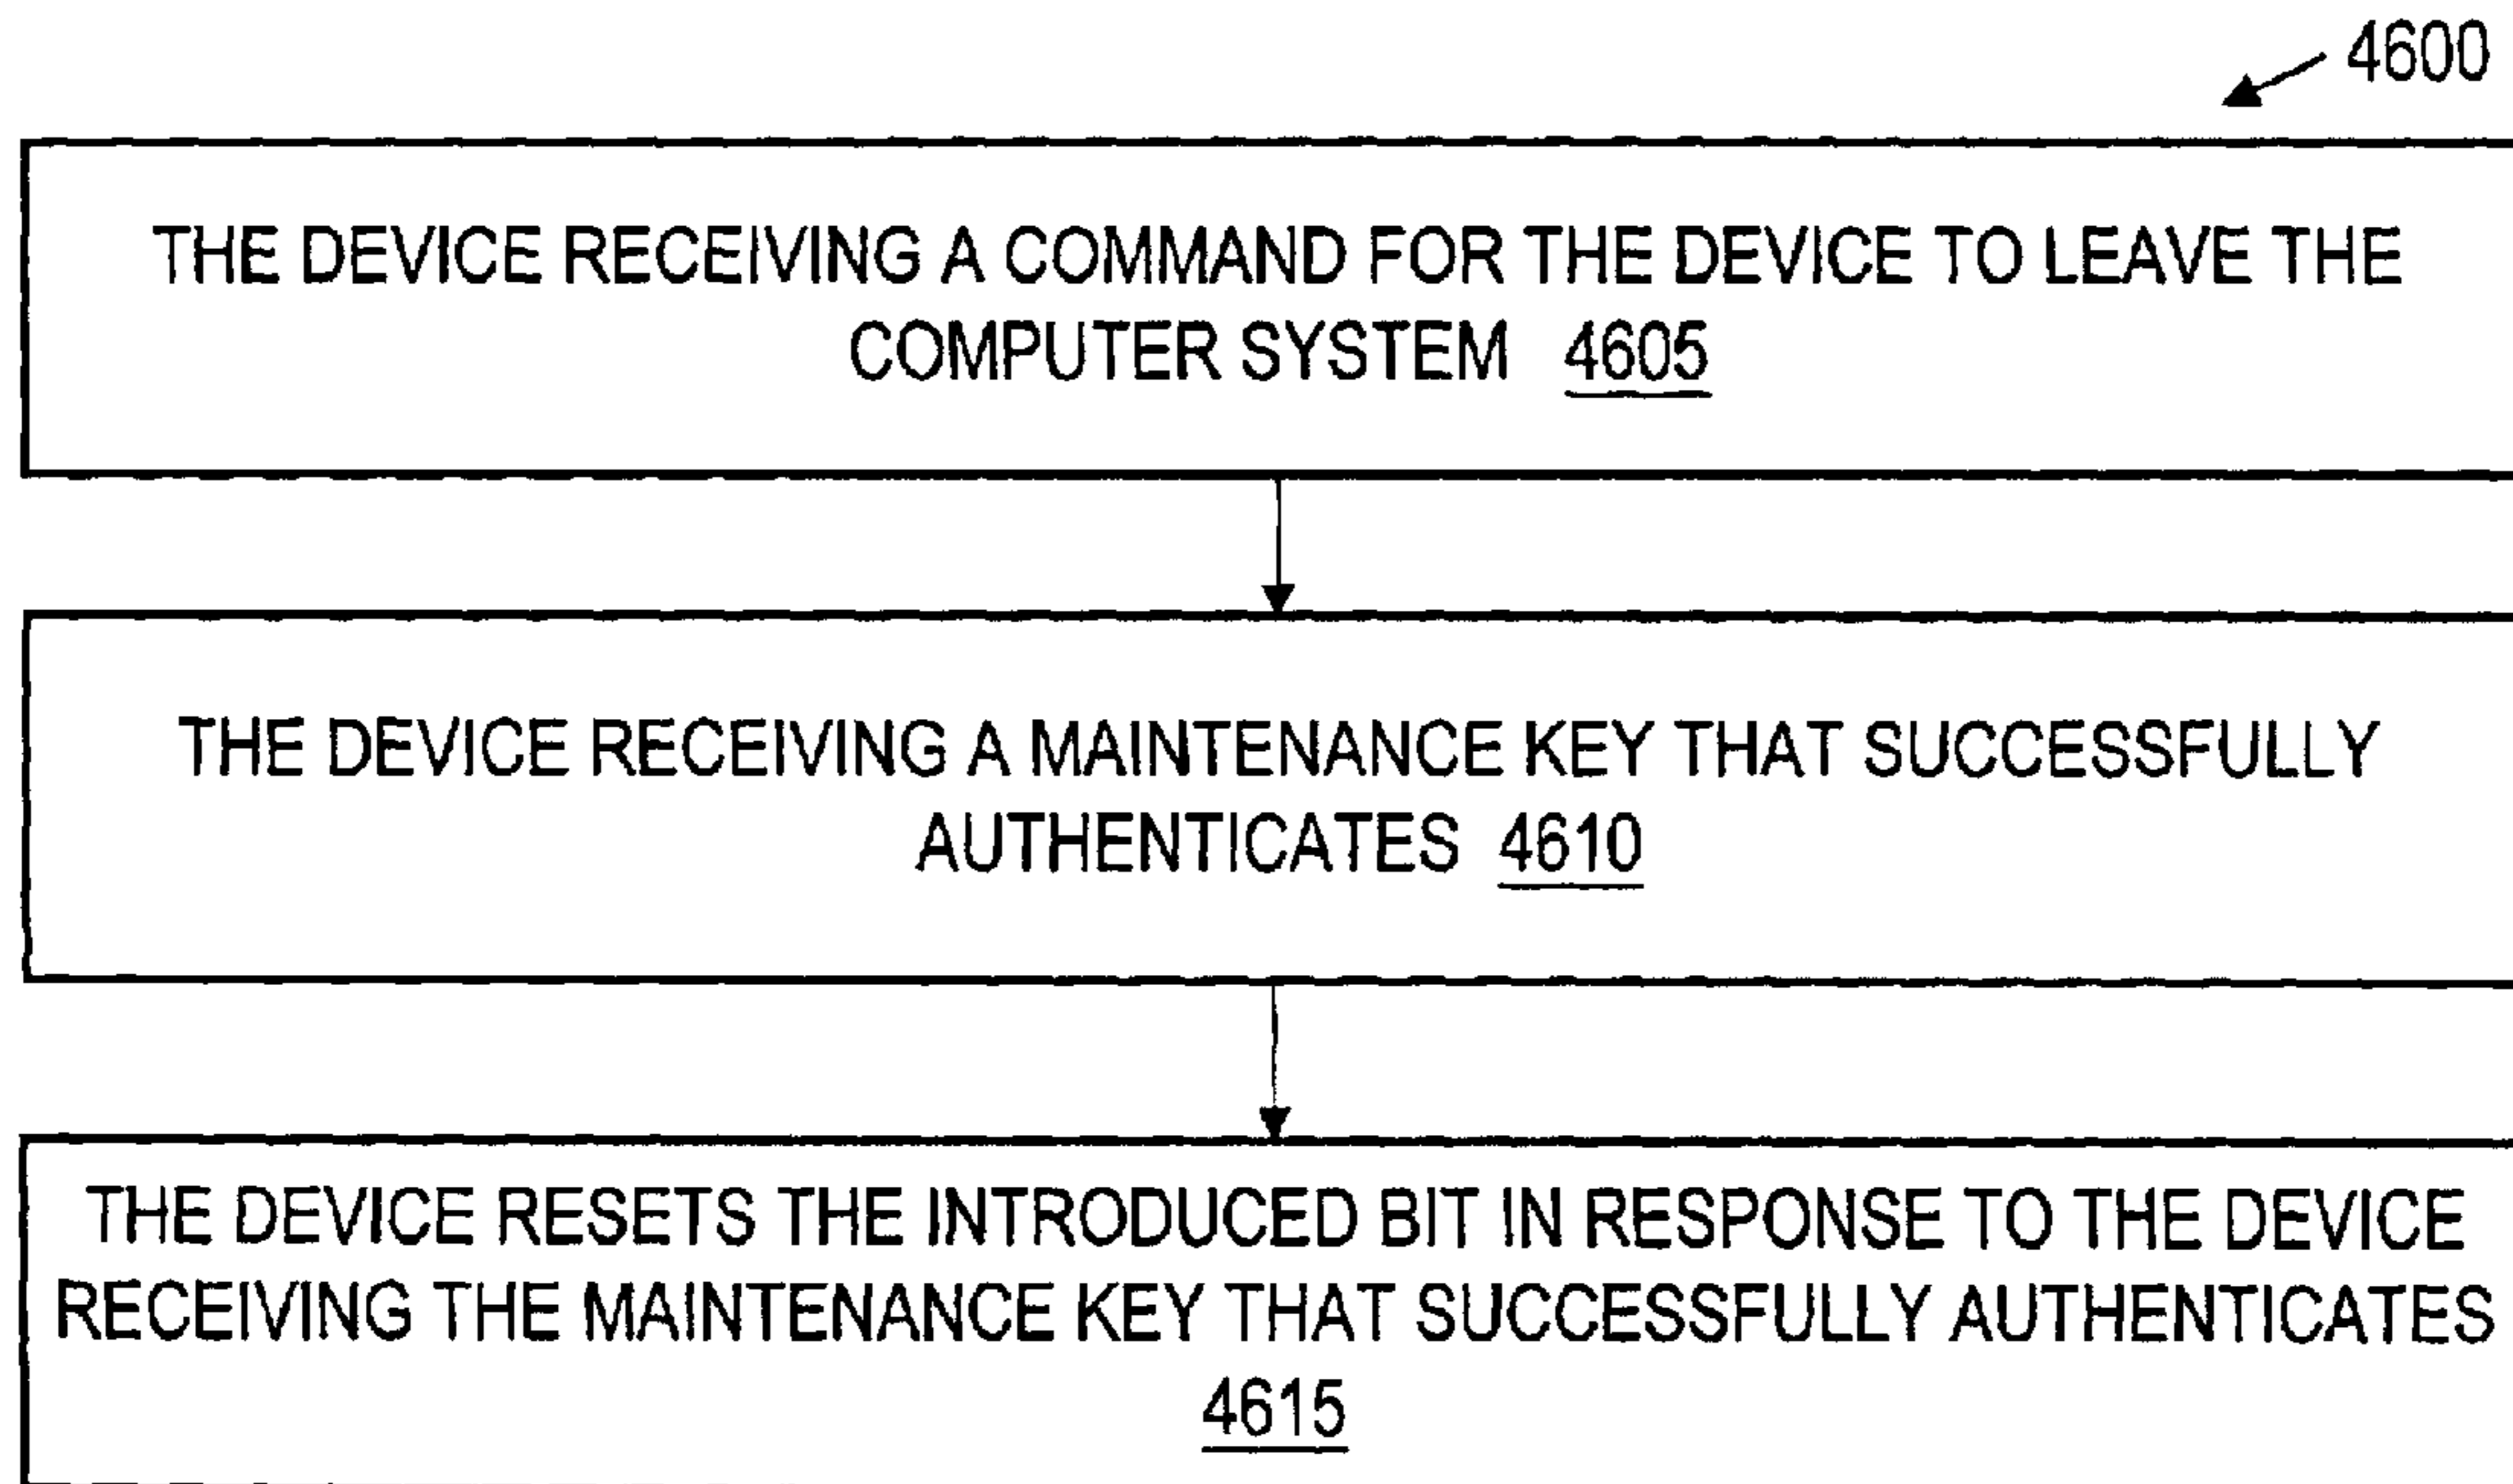 4600
THE DEVICE RECEIVING A COMMAND FOR THE DEVICE TO LEAVE THE
COMPUTER SYSTEM 4605
THE DEVICE RECEIVING A MAINTENANCE KEY THAT SUCCESSFULLY
AUTHENTICATES 4610
THE DEVICE RESETS THE INTRODUCED BIT IN RESPONSE TO THE DEVICE
RECEIVING THE MAINTENANCE KEY THAT SUCCESSFULLY AUTHENTICATES
4615